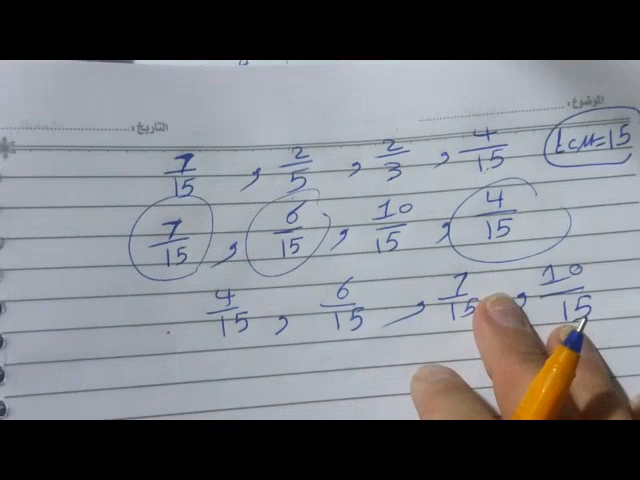 الموضوع:
التاريخ:
7/15 , 2/5 , 2/3 , 4/15 LCM=15
7/15 , 6/15 , 10/15 , 4/15
4/15 , 6/15 , 7/15 , 10/15